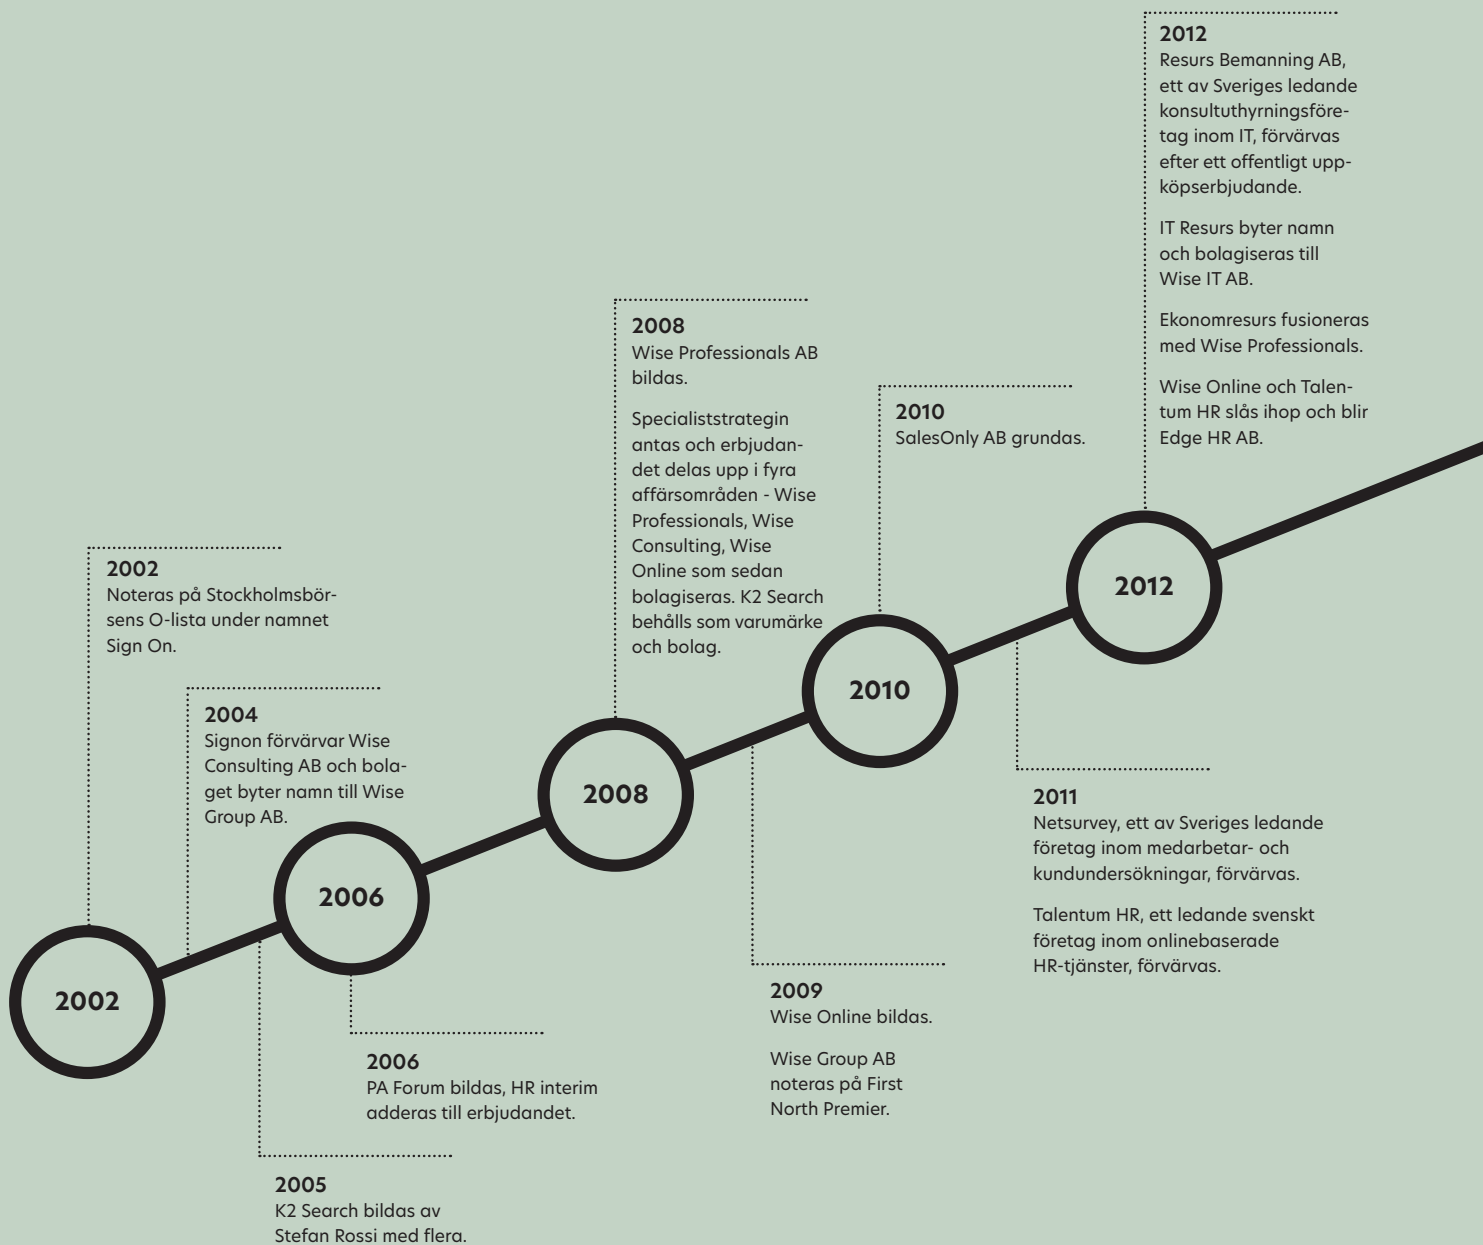 2012
Resurs Bemanning AB,
ett av Sveriges ledande
konsultuthyrningsföre-
tag inom IT, förvärvas
efter ett offentligt upp-
köpserbjudande.
IT Resurs byter namn
och bolagiseras till
Wise IT AB.
Ekonomresurs fusioneras
med Wise Professionals.
Wise Online och Talen-
tum HR slås ihop och blir
Edge HR AB.
2008
Wise Professionals AB
bildas.
Specialiststrategin
antas och erbjudan-
det delas upp i fyra
affärsområden - Wise
Professionals, Wise
Consulting, Wise
Online som sedan
bolagiseras. K2 Search
behålls som varumärke
och bolag.
2010
SalesOnly AB grundas.
2002
Noteras på Stockholmsbör-
sens O-lista under namnet
Sign On.
2004
Signon förvärvar Wise
Consulting AB och bola-
get byter namn till Wise
Group AB.
2012
2010
2008
2006
2002
2011
Netsurvey, ett av Sveriges ledande
företag inom medarbetar- och
kundundersökningar, förvärvas.
Talentum HR, ett ledande svenskt
företag inom onlinebaserade
HR-tjänster, förvärvas.
2009
Wise Online bildas.
Wise Group AB
noteras på First
North Premier.
2006
PA Forum bildas, HR interim
adderas till erbjudandet.
2005
K2 Search bildas av
Stefan Rossi med flera.